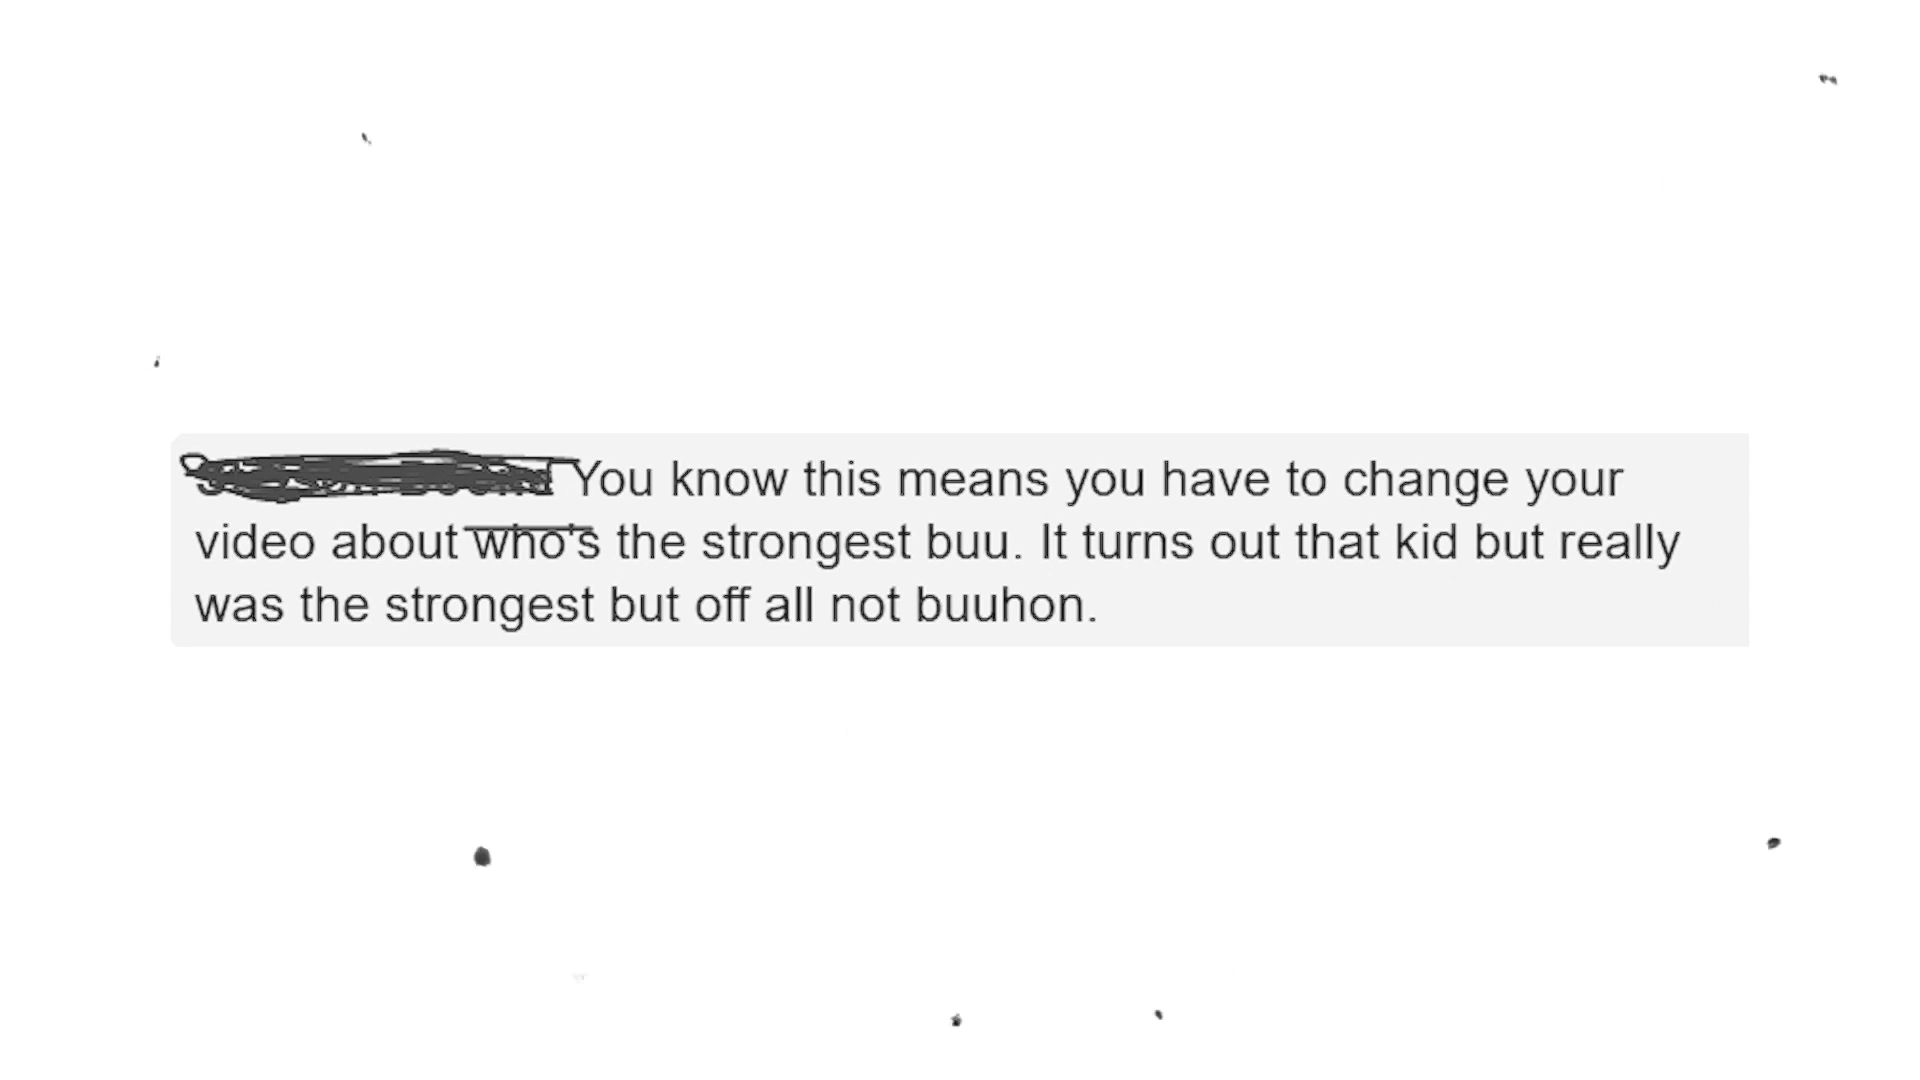 You know this means you have to change your
video about who's the strongest buu. It turns out that kid but really
was the strongest but off all not buuhon.